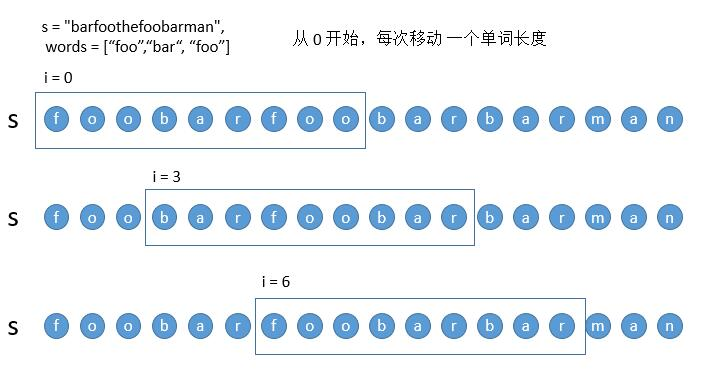 s = "barfoothefoobarman",
words = [“foo”,“bar“, “foo”]
从 0 开始，每次移动 一个单词长度
i = 0
S f o o b a r f o o b a r b a r m a n
i = 3
S f o o b a r f o o b a r b a r m a n
i = 6
S f o o b a r f o o b a r b a r m a n